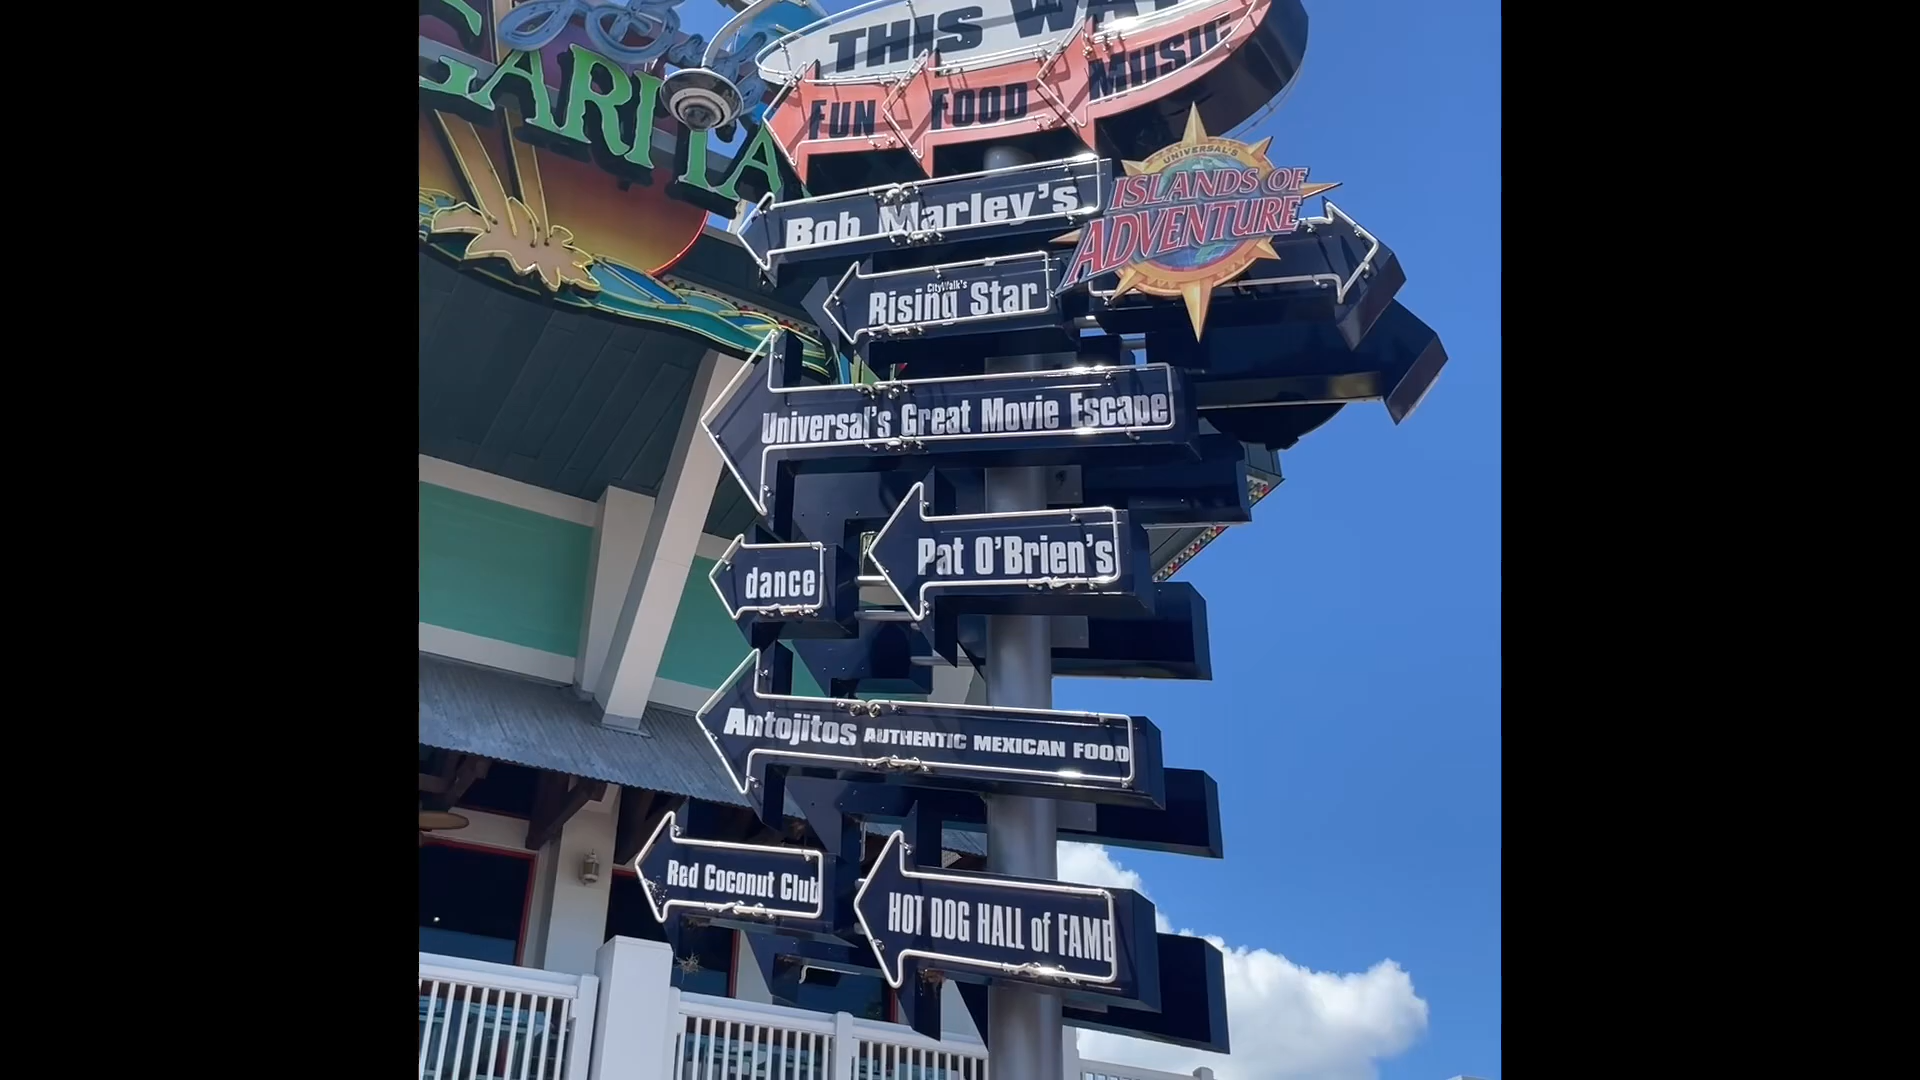 THIS WAY
FUN FOOD MUSIC
GARITA
Bob Marley's
UNIVERSAL'S
ISLANDS OF
ADVENTURE
CityWalk's
Rising Star
Universal's Great Movie Escape
Pat O'Brien's
dance
Antojitos AUTHENTIC MEXICAN FOOD
Red Coconut Club
HOT DOG HALL of FAME